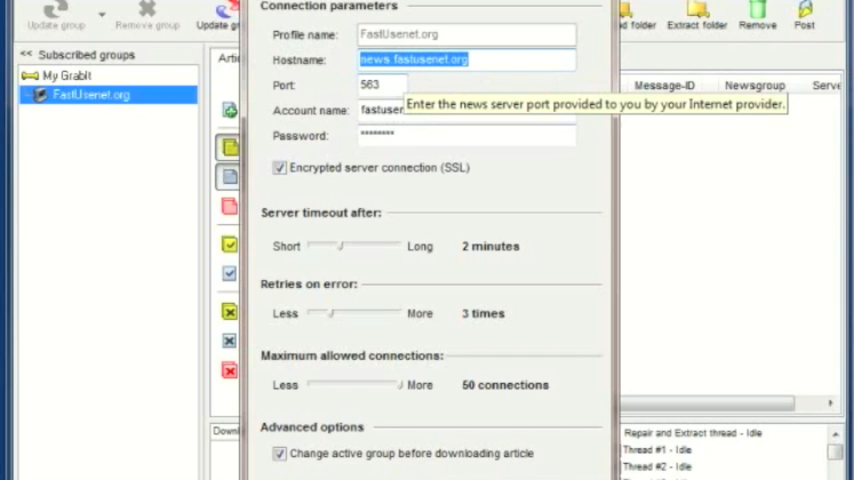 Connection parameters
Update group
Remove group
Update gr
d folder
Extract folder
Remove
Post
<< Subscribed groups
My GrabIt
FastUsenet.org
Artic
Profile name: FastUsenet.org
Hostname: news.fastusenet.org
Port: 563
Enter the news server port provided to you by your Internet provider.
Account name: fastuser
Password: ********
Encrypted server connection (SSL)
Message-ID
Newsgroup
Serve
Server timeout after:
Short Long 2 minutes
Retries on error:
Less More 3 times
Maximum allowed connections:
Less More 50 connections
Advanced options
Change active group before downloading article
Downl
Repair and Extract thread - Idle
Thread #1 - Idle
Thread #2 - Idle